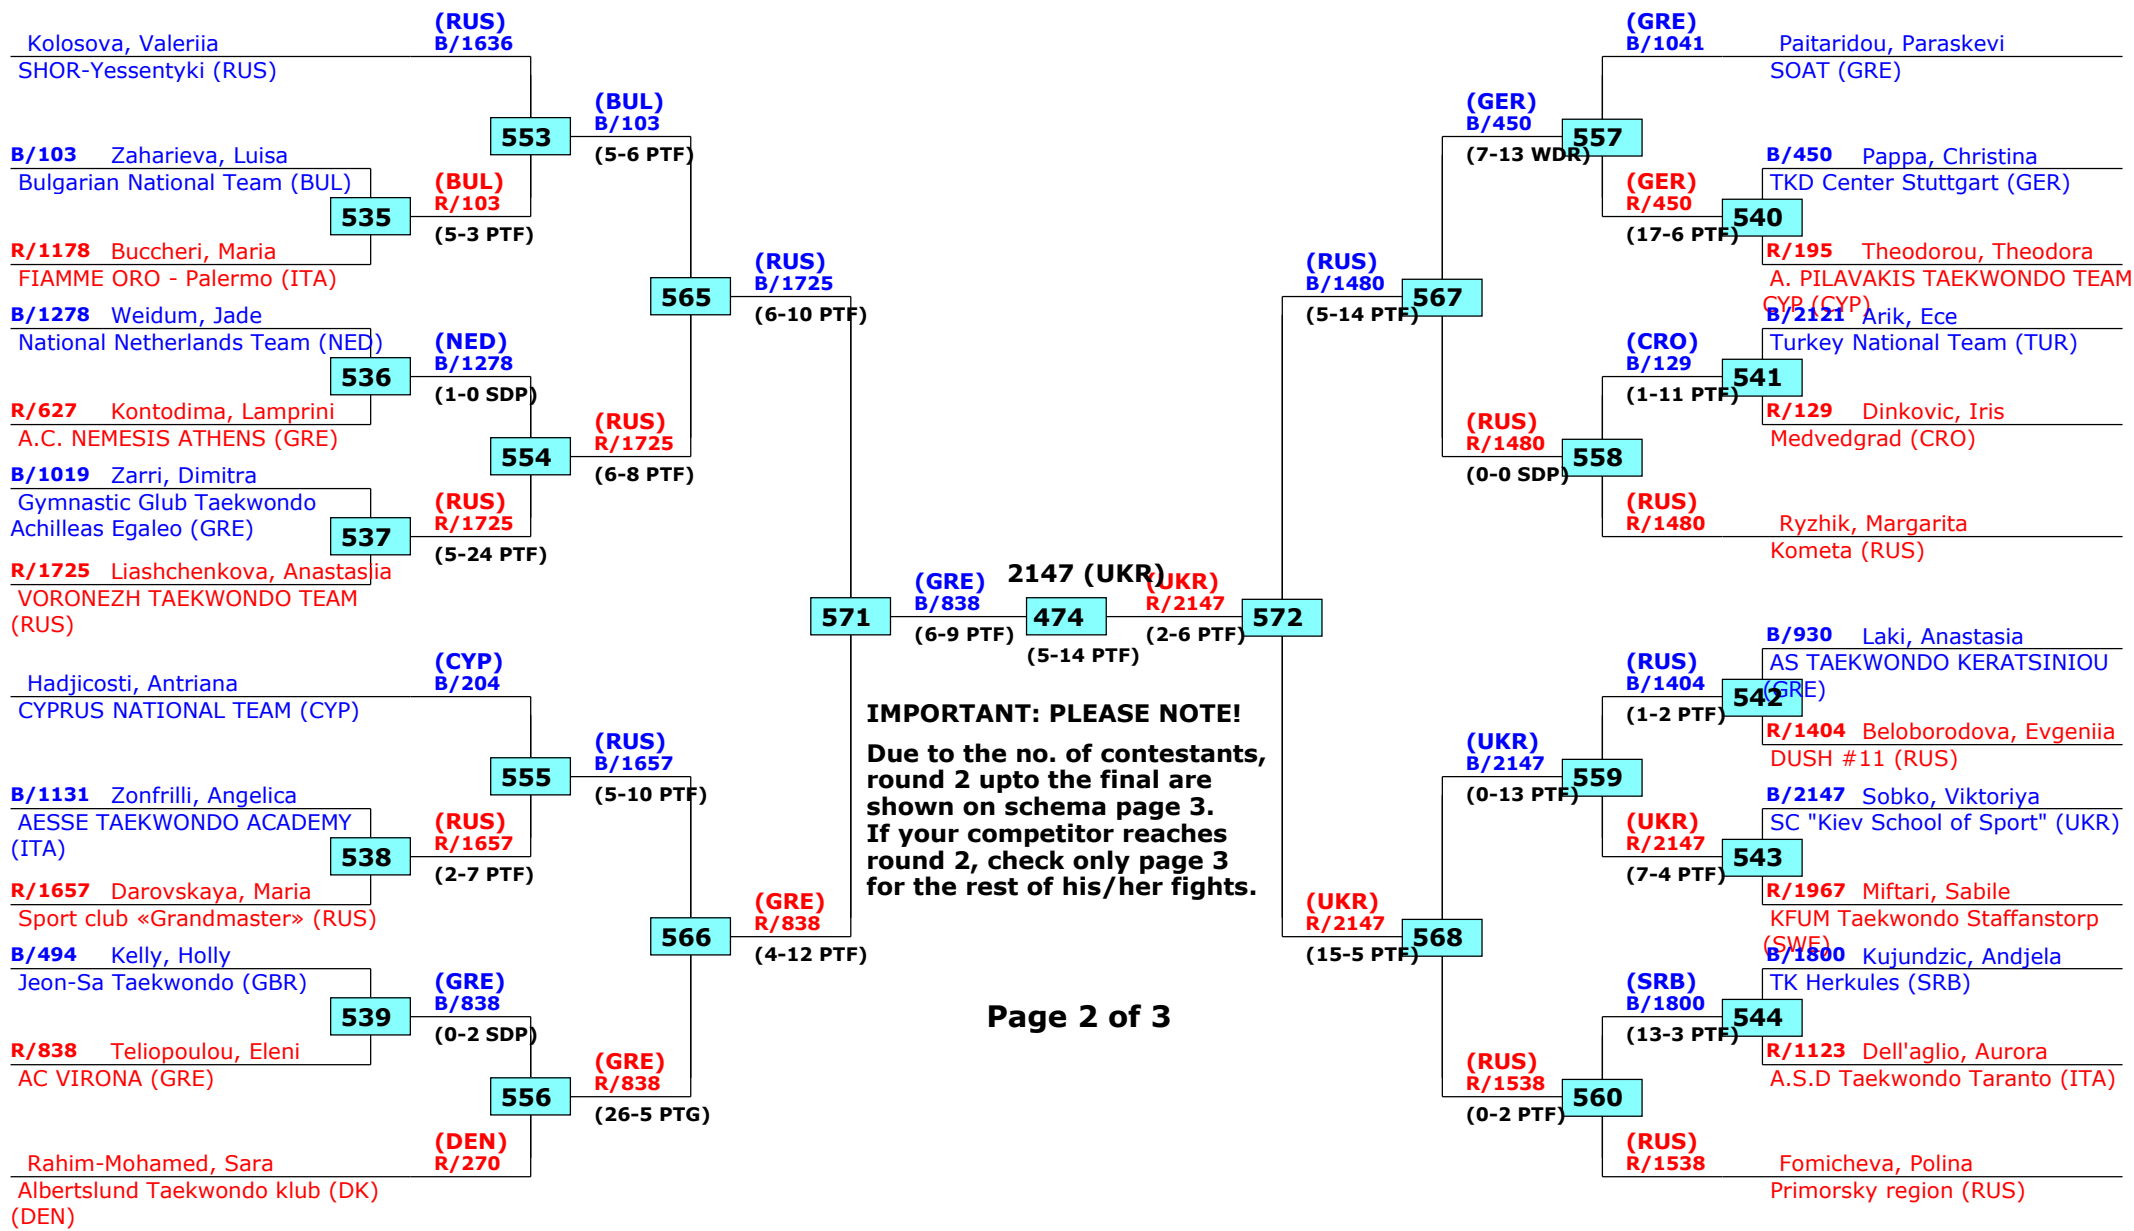 (RUS)
B/1636
Kolosova, Valeriia
SHOR-Yessentyki (RUS)
553
(BUL)
B/103
(5-6 PTF)
B/103 Zaharieva, Luisa
Bulgarian National Team (BUL)
535
(BUL)
R/103
(5-3 PTF)
R/1178 Buccheri, Maria
FIAMME ORO - Palermo (ITA)
565
(RUS)
B/1725
(6-10 PTF)
B/1278 Weidum, Jade
National Netherlands Team (NED)
536
(NED)
B/1278
(1-0 SDP)
R/627 Kontodima, Lamprini
A.C. NEMESIS ATHENS (GRE)
554
(RUS)
R/1725
(6-8 PTF)
B/1019 Zarri, Dimitra
Gymnastic Glub Taekwondo
Achilleas Egaleo (GRE)
537
(RUS)
R/1725
(5-24 PTF)
R/1725 Liashchenkova, Anastasiia
VORONEZH TAEKWONDO TEAM
(RUS)
571
(GRE)
B/838
(6-9 PTF)
2147 (UKR)
474
(5-14 PTF)
(UKR)
R/2147
(2-6 PTF)
572
(CYP)
B/204
Hadjicosti, Antriana
CYPRUS NATIONAL TEAM (CYP)
555
(RUS)
B/1657
(5-10 PTF)
B/1131 Zonfrilli, Angelica
AESSE TAEKWONDO ACADEMY
(ITA)
538
(RUS)
R/1657
(2-7 PTF)
R/1657 Darovskaya, Maria
Sport club «Grandmaster» (RUS)
566
(GRE)
R/838
(4-12 PTF)
B/494 Kelly, Holly
Jeon-Sa Taekwondo (GBR)
539
(GRE)
B/838
(0-2 SDP)
R/838 Teliopoulou, Eleni
AC VIRONA (GRE)
556
(GRE)
R/838
(26-5 PTG)
(DEN)
R/270
Rahim-Mohamed, Sara
Albertslund Taekwondo klub (DK)
(DEN)
IMPORTANT: PLEASE NOTE!
Due to the no. of contestants,
round 2 upto the final are
shown on schema page 3.
If your competitor reaches
round 2, check only page 3
for the rest of his/her fights.
Page 2 of 3
(GRE)
B/1041
Paitaridou, Paraskevi
SOAT (GRE)
(GER)
B/450
(7-13 WDR)
557
B/450 Pappa, Christina
TKD Center Stuttgart (GER)
(GER)
R/450
(17-6 PTF)
540
R/195 Theodorou, Theodora
A. PILAVAKIS TAEKWONDO TEAM
CYP (CYP)
(RUS)
B/1480
(5-14 PTF)
567
B/2121 Arik, Ece
Turkey National Team (TUR)
(CRO)
B/129
(1-11 PTF)
541
R/129 Dinkovic, Iris
Medvedgrad (CRO)
(RUS)
R/1480
(0-0 SDP)
558
(RUS)
R/1480
Ryzhik, Margarita
Kometa (RUS)
B/930 Laki, Anastasia
AS TAEKWONDO KERATSINIOU
(GRE)
(RUS)
B/1404
(1-2 PTF)
542
R/1404 Beloborodova, Evgeniia
DUSH #11 (RUS)
(UKR)
B/2147
(0-13 PTF)
559
B/2147 Sobko, Viktoriya
SC "Kiev School of Sport" (UKR)
(UKR)
R/2147
(7-4 PTF)
543
R/1967 Miftari, Sabile
KFUM Taekwondo Staffanstorp
(SWE)
(UKR)
R/2147
(15-5 PTF)
568
B/1800 Kujundzic, Andjela
TK Herkules (SRB)
(SRB)
B/1800
(13-3 PTF)
544
R/1123 Dell'aglio, Aurora
A.S.D Taekwondo Taranto (ITA)
(RUS)
R/1538
(0-2 PTF)
560
(RUS)
R/1538
Fomicheva, Polina
Primorsky region (RUS)